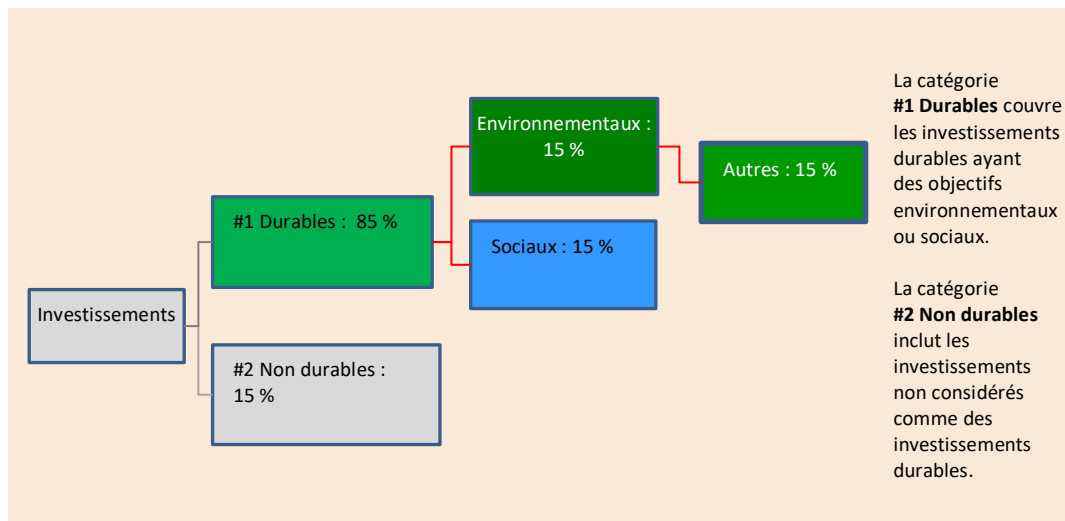 Investissements
#1 Durables : 85 %
#2 Non durables :
15 %
Environnementaux :
15 %
Sociaux : 15 %
Autres : 15 %
La catégorie
#1 Durables couvre
les investissements
durables ayant
des objectifs
environnementaux
ou sociaux.
La catégorie
#2 Non durables
inclut les
investissements
non considérés
comme des
investissements
durables.